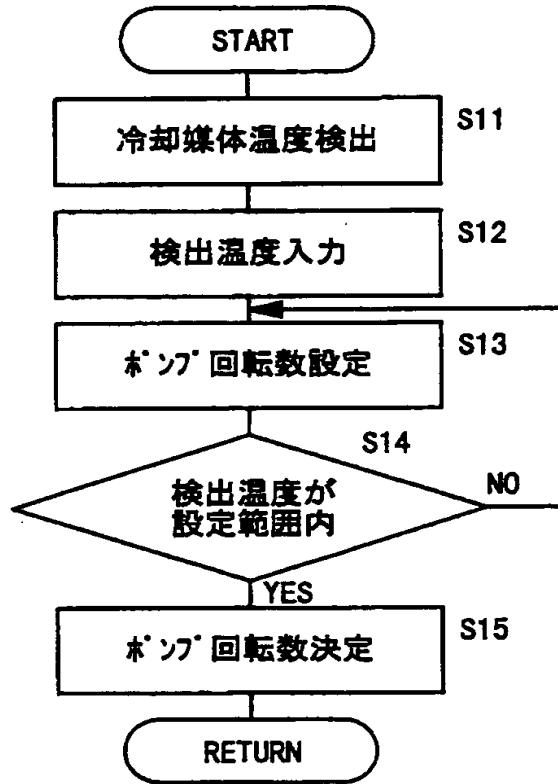 START
冷却媒体温度検出
S11
検出温度入力
S12
ﾎﾟﾝﾌﾟ回転数設定
S13
S14
検出温度が
設定範囲内
NO
YES
ﾎﾟﾝﾌﾟ回転数決定
S15
RETURN